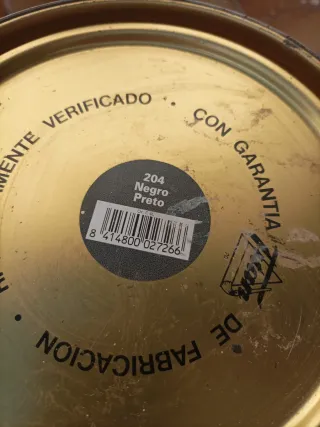 MENTE VERIFICADO · CON GARANTIA
DE FABRICACION ·
204
Negro
Preto
8 414800 027266